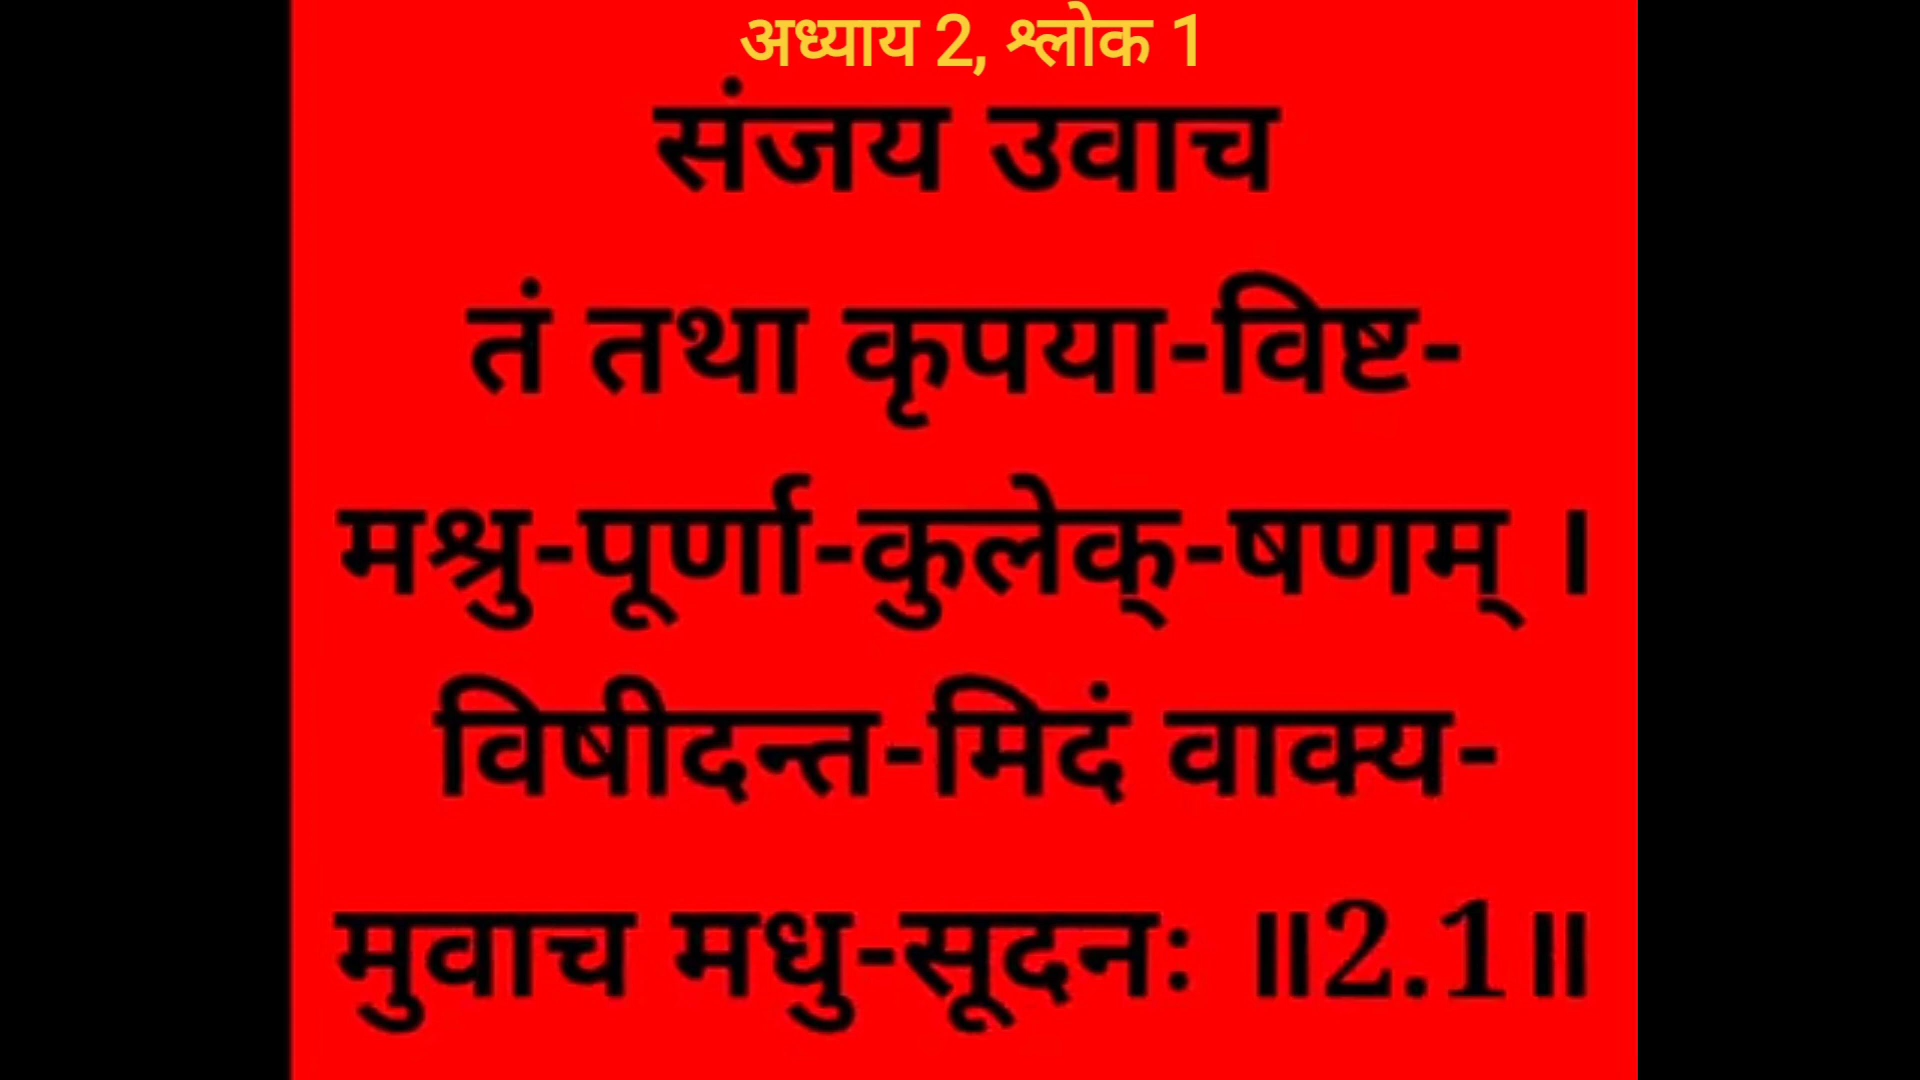 अध्याय 2, श्लोक 1
संजय उवाच
तं तथा कृपया-विष्ट-
मश्रु-पूर्णा-कुलेक्-षणम् ।
विषीदन्त-मिदं वाक्य-
मुवाच मधु-सूदनः ॥2.1॥